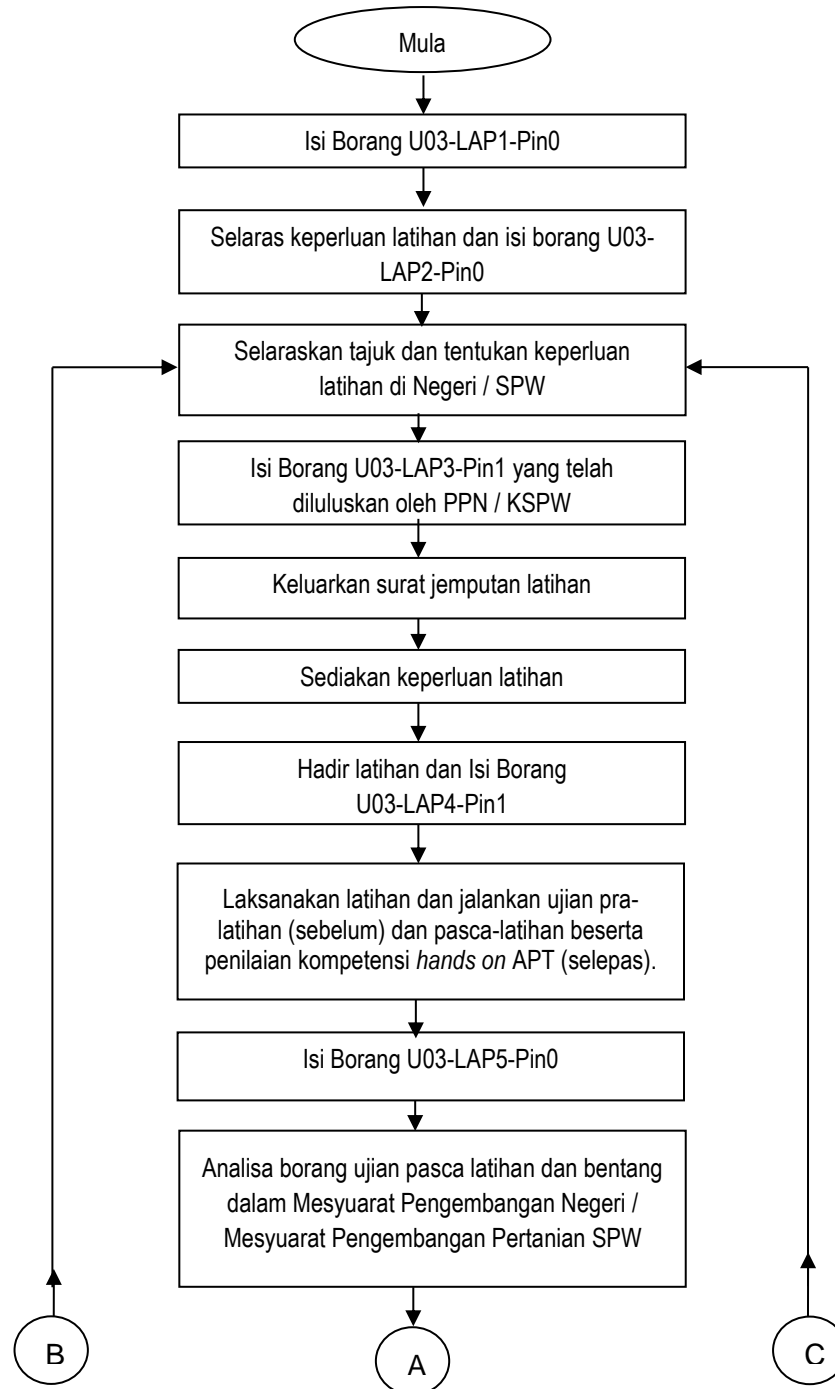 Mula
Isi Borang U03-LAP1-Pin0
Selaras keperluan latihan dan isi borang U03-
LAP2-Pin0
Selaraskan tajuk dan tentukan keperluan
latihan di Negeri / SPW
Isi Borang U03-LAP3-Pin1 yang telah
diluluskan oleh PPN / KSPW
Keluarkan surat jemputan latihan
Sediakan keperluan latihan
Hadir latihan dan Isi Borang
U03-LAP4-Pin1
Laksanakan latihan dan jalankan ujian pra-
latihan (sebelum) dan pasca-latihan beserta
penilaian kompetensi hands on APT (selepas).
Isi Borang U03-LAP5-Pin0
Analisa borang ujian pasca latihan dan bentang
dalam Mesyuarat Pengembangan Negeri /
Mesyuarat Pengembangan Pertanian SPW
B
A
C